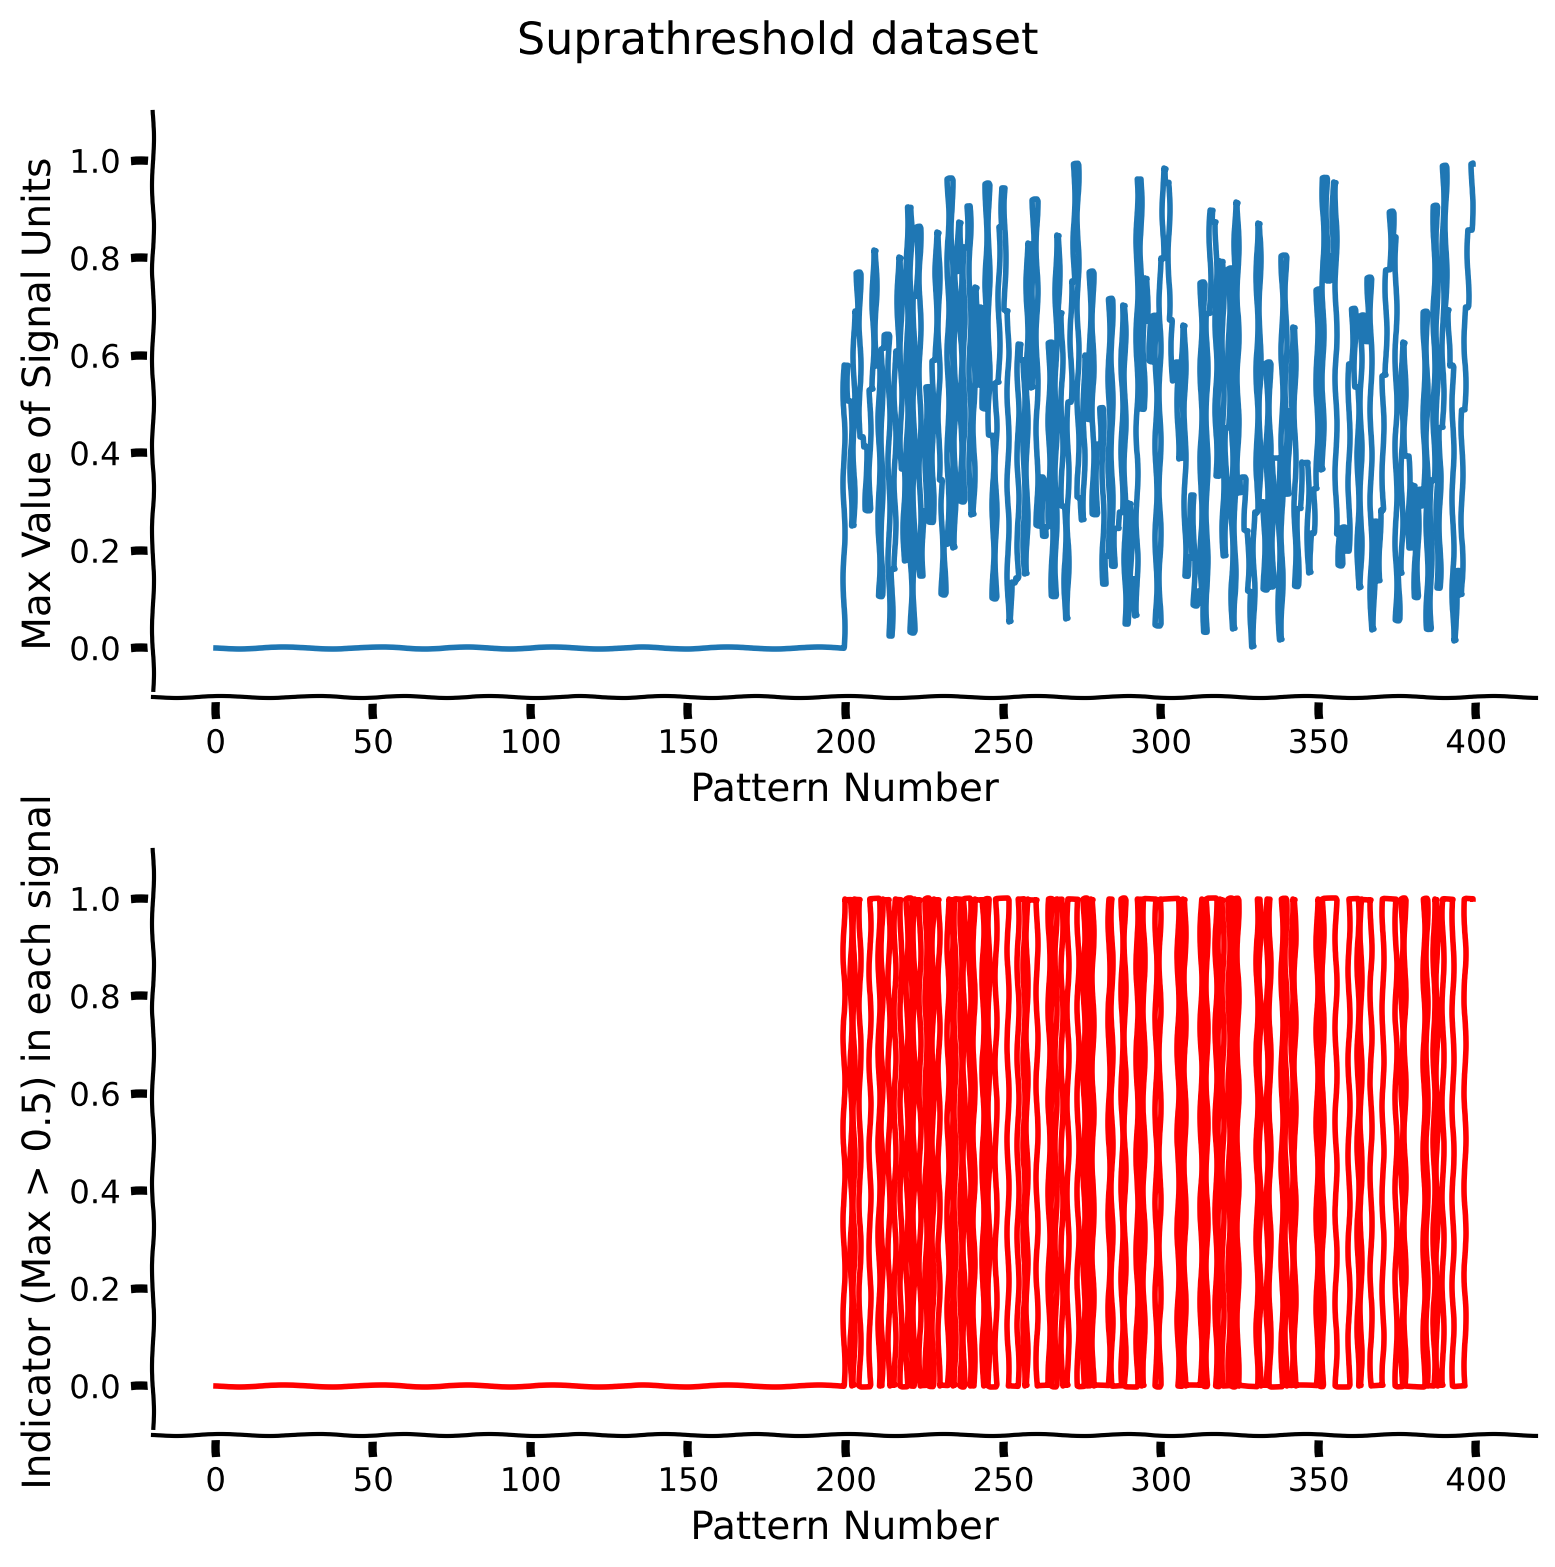 Suprathreshold dataset
Max Value of Signal Units
1.0
0.8
0.6
0.4
0.2
0.0
0 50 100 150 200 250 300 350 400
Pattern Number
Indicator (Max > 0.5) in each signal
1.0
0.8
0.6
0.4
0.2
0.0
0 50 100 150 200 250 300 350 400
Pattern Number